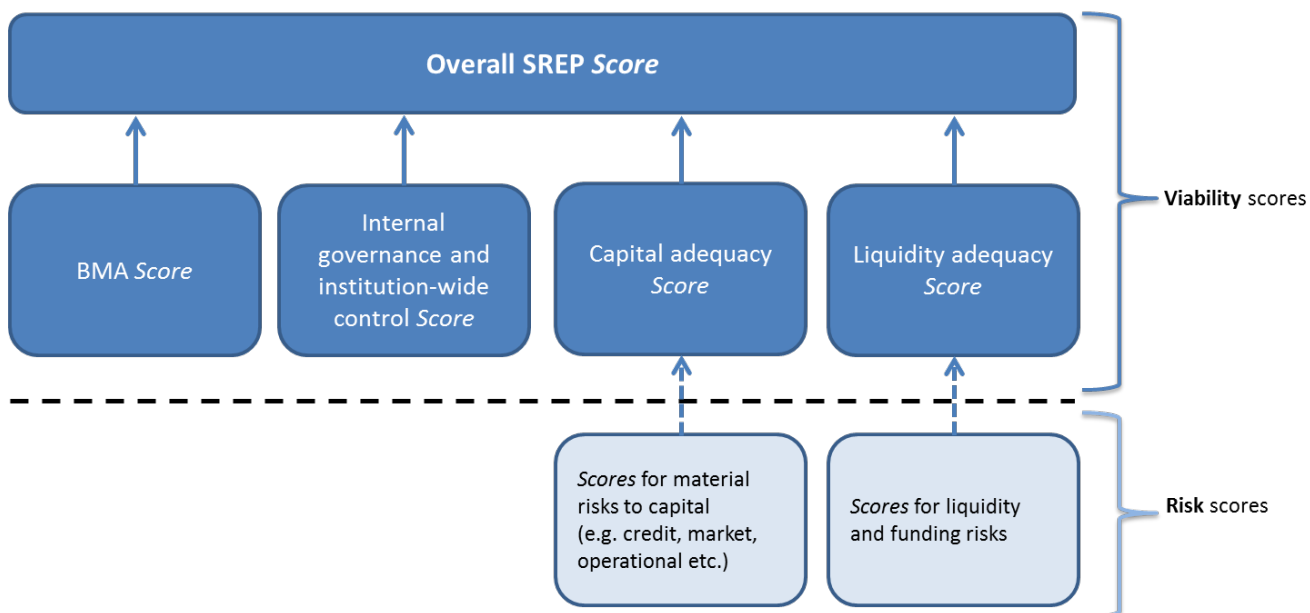 Overall SREP Score
BMA Score
Internal
governance and
institution-wide
control Score
Capital adequacy
Score
Liquidity adequacy
Score
Viability scores
Scores for material
risks to capital
(e.g. credit, market,
operational etc.)
Scores for liquidity
and funding risks
Risk scores